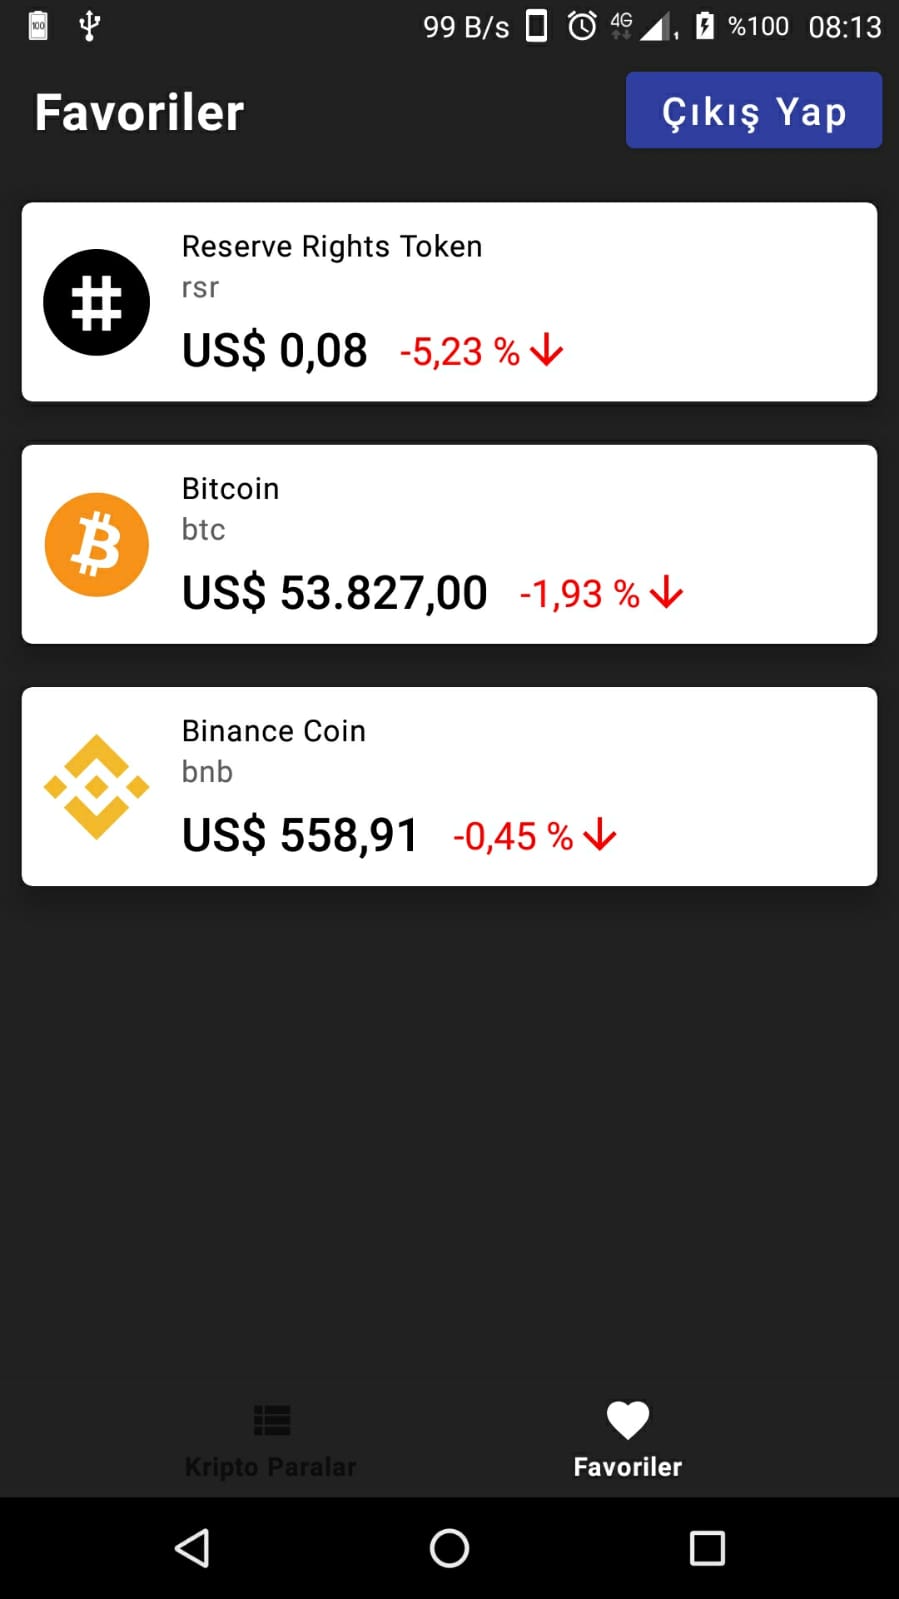 100 99 B/s 4G %100 08:13
Favoriler
Çıkış Yap
Reserve Rights Token
rsr
US$ 0,08 -5,23 %
Bitcoin
btc
US$ 53.827,00 -1,93 %
Binance Coin
bnb
US$ 558,91 -0,45 %
Kripto Paralar
Favoriler